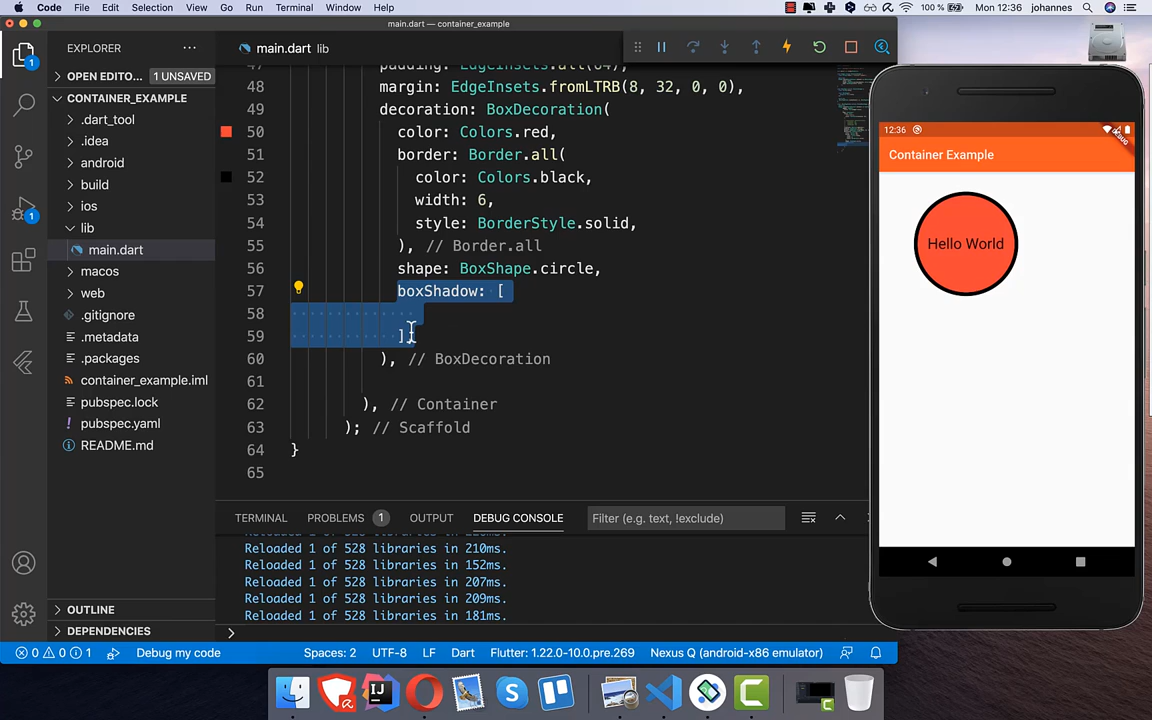 Code File Edit Selection View Go Run Terminal Window Help 100 % Mon 12:36 johannes
main.dart — container_example
EXPLORER
main.dart lib
OPEN EDITO... 1 UNSAVED
CONTAINER_EXAMPLE
.dart_tool
.idea
android
build
ios
lib
main.dart
macos
web
.gitignore
.metadata
.packages
container_example.iml
pubspec.lock
pubspec.yaml
README.md
OUTLINE
DEPENDENCIES
47 padding: EdgeInsets.all(64),
48 margin: EdgeInsets.fromLTRB(8, 32, 0, 0),
49 decoration: BoxDecoration(
50 color: Colors.red,
51 border: Border.all(
52 color: Colors.black,
53 width: 6,
54 style: BorderStyle.solid,
55 ), // Border.all
56 shape: BoxShape.circle,
57 boxShadow: [
58
59 ],
60 ), // BoxDecoration
61
62 ), // Container
63 ); // Scaffold
64 }
65
TERMINAL PROBLEMS 1 OUTPUT DEBUG CONSOLE Filter (e.g. text, !exclude)
Reloaded 1 of 528 libraries in 210ms.
Reloaded 1 of 528 libraries in 152ms.
Reloaded 1 of 528 libraries in 207ms.
Reloaded 1 of 528 libraries in 209ms.
Reloaded 1 of 528 libraries in 181ms.
0 0 1 Debug my code Spaces: 2 UTF-8 LF Dart Flutter: 1.22.0-10.0.pre.269 Nexus Q (android-x86 emulator)
12:36
DEBUG
Container Example
Hello World